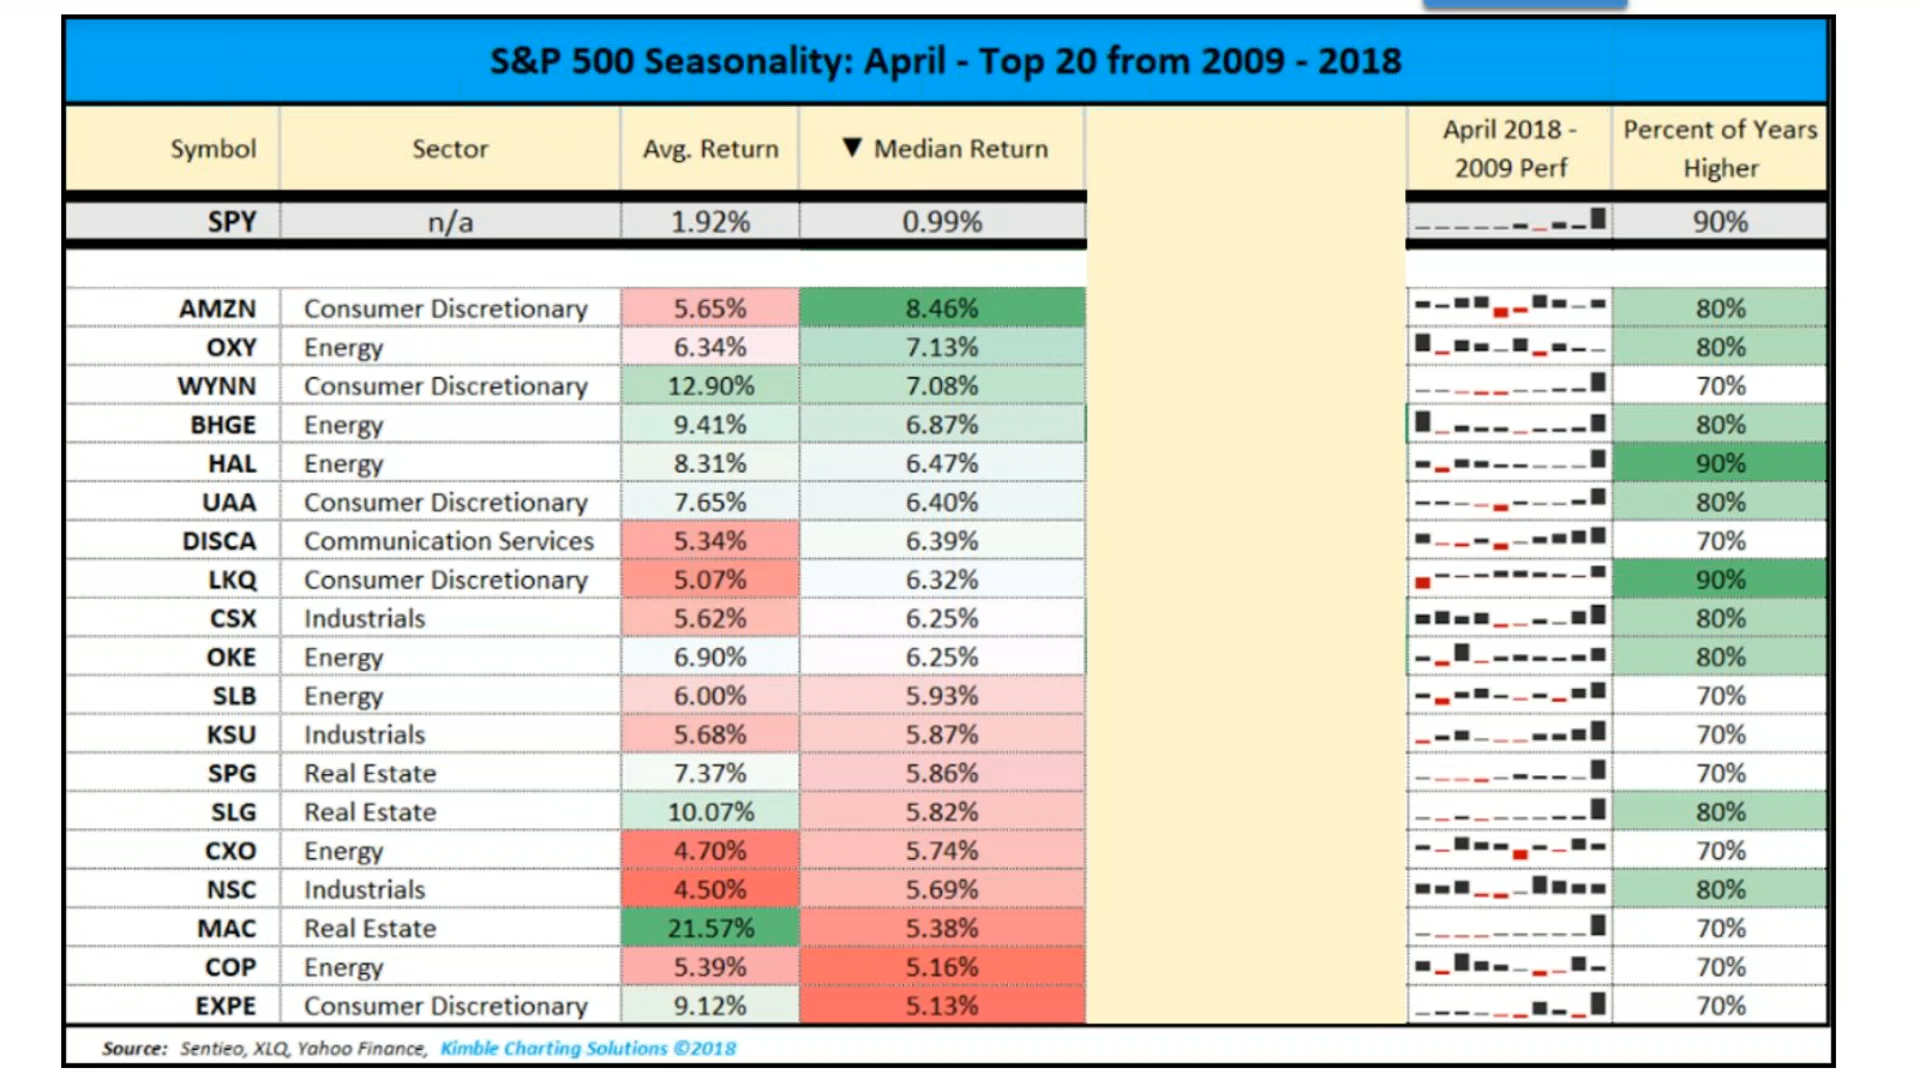 S&P 500 Seasonality: April - Top 20 from 2009 - 2018
Symbol Sector Avg. Return ▼ Median Return April 2018 - 2009 Perf Percent of Years Higher
SPY n/a 1.92% 0.99% 90%
AMZN Consumer Discretionary 5.65% 8.46% 80%
OXY Energy 6.34% 7.13% 80%
WYNN Consumer Discretionary 12.90% 7.08% 70%
BHGE Energy 9.41% 6.87% 80%
HAL Energy 8.31% 6.47% 90%
UAA Consumer Discretionary 7.65% 6.40% 80%
DISCA Communication Services 5.34% 6.39% 70%
LKQ Consumer Discretionary 5.07% 6.32% 90%
CSX Industrials 5.62% 6.25% 80%
OKE Energy 6.90% 6.25% 80%
SLB Energy 6.00% 5.93% 70%
KSU Industrials 5.68% 5.87% 70%
SPG Real Estate 7.37% 5.86% 70%
SLG Real Estate 10.07% 5.82% 80%
CXO Energy 4.70% 5.74% 70%
NSC Industrials 4.50% 5.69% 80%
MAC Real Estate 21.57% 5.38% 70%
COP Energy 5.39% 5.16% 70%
EXPE Consumer Discretionary 9.12% 5.13% 70%
Source: Sentieo, XLQ, Yahoo Finance, Kimble Charting Solutions ©2018